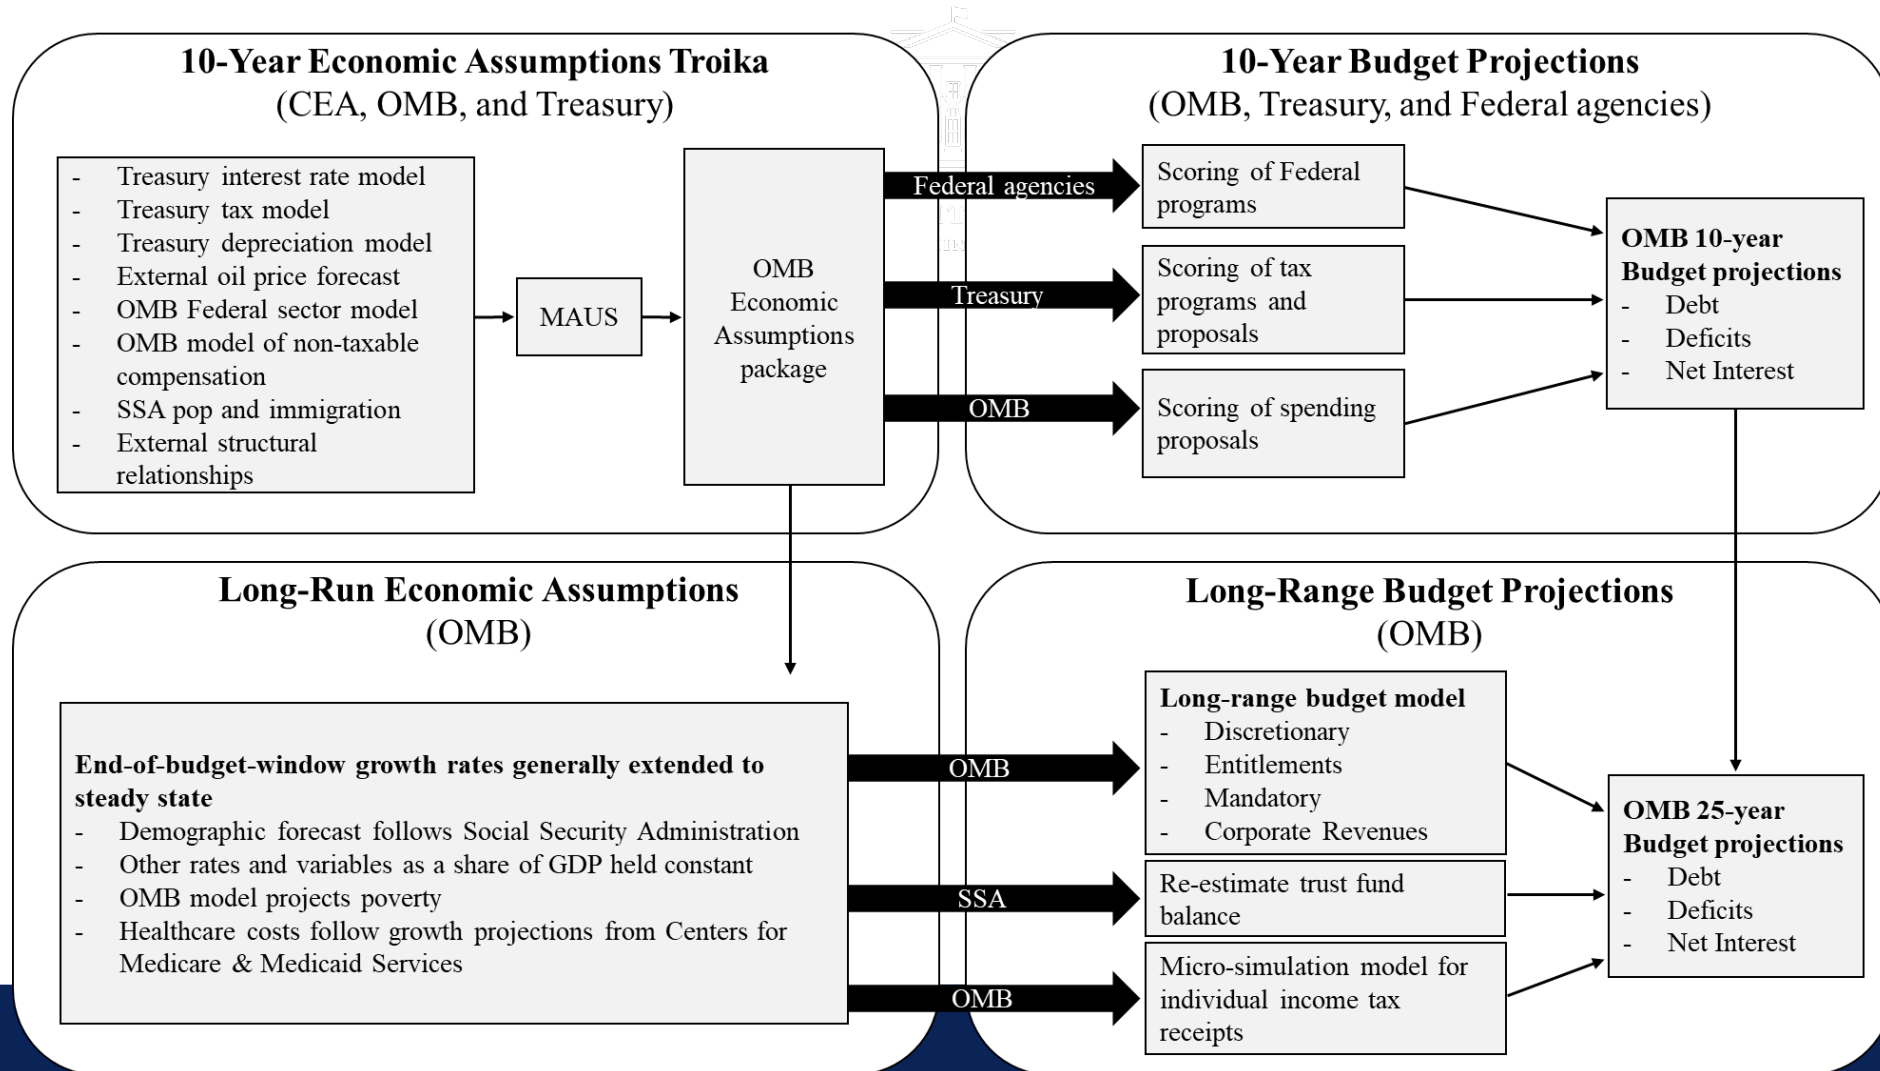 10-Year Economic Assumptions Troika
(CEA, OMB, and Treasury)
- Treasury interest rate model
- Treasury tax model
- Treasury depreciation model
- External oil price forecast
- OMB Federal sector model
- OMB model of non-taxable
compensation
- SSA pop and immigration
- External structural
relationships
MAUS
OMB
Economic
Assumptions
package
10-Year Budget Projections
(OMB, Treasury, and Federal agencies)
Federal agencies
Scoring of Federal
programs
Treasury
Scoring of tax
programs and
proposals
OMB
Scoring of spending
proposals
OMB 10-year
Budget projections
- Debt
- Deficits
- Net Interest
Long-Run Economic Assumptions
(OMB)
End-of-budget-window growth rates generally extended to
steady state
- Demographic forecast follows Social Security Administration
- Other rates and variables as a share of GDP held constant
- OMB model projects poverty
- Healthcare costs follow growth projections from Centers for
Medicare & Medicaid Services
Long-Range Budget Projections
(OMB)
OMB
Long-range budget model
- Discretionary
- Entitlements
- Mandatory
- Corporate Revenues
SSA
Re-estimate trust fund
balance
OMB
Micro-simulation model for
individual income tax
receipts
OMB 25-year
Budget projections
- Debt
- Deficits
- Net Interest